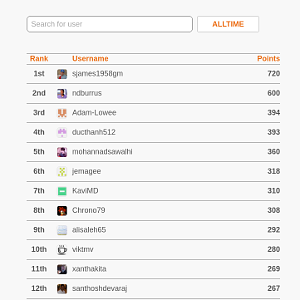 Search for user
ALLTIME
Rank Username Points
1st sjames1958gm 720
2nd ndburrus 600
3rd Adam-Lowee 394
4th ducthanh512 393
5th mohannadsawalhi 360
6th jemagee 318
7th KaviMD 310
8th Chrono79 308
9th alisaleh65 292
10th viktmv 280
11th xanthakita 269
12th santhoshdevaraj 267